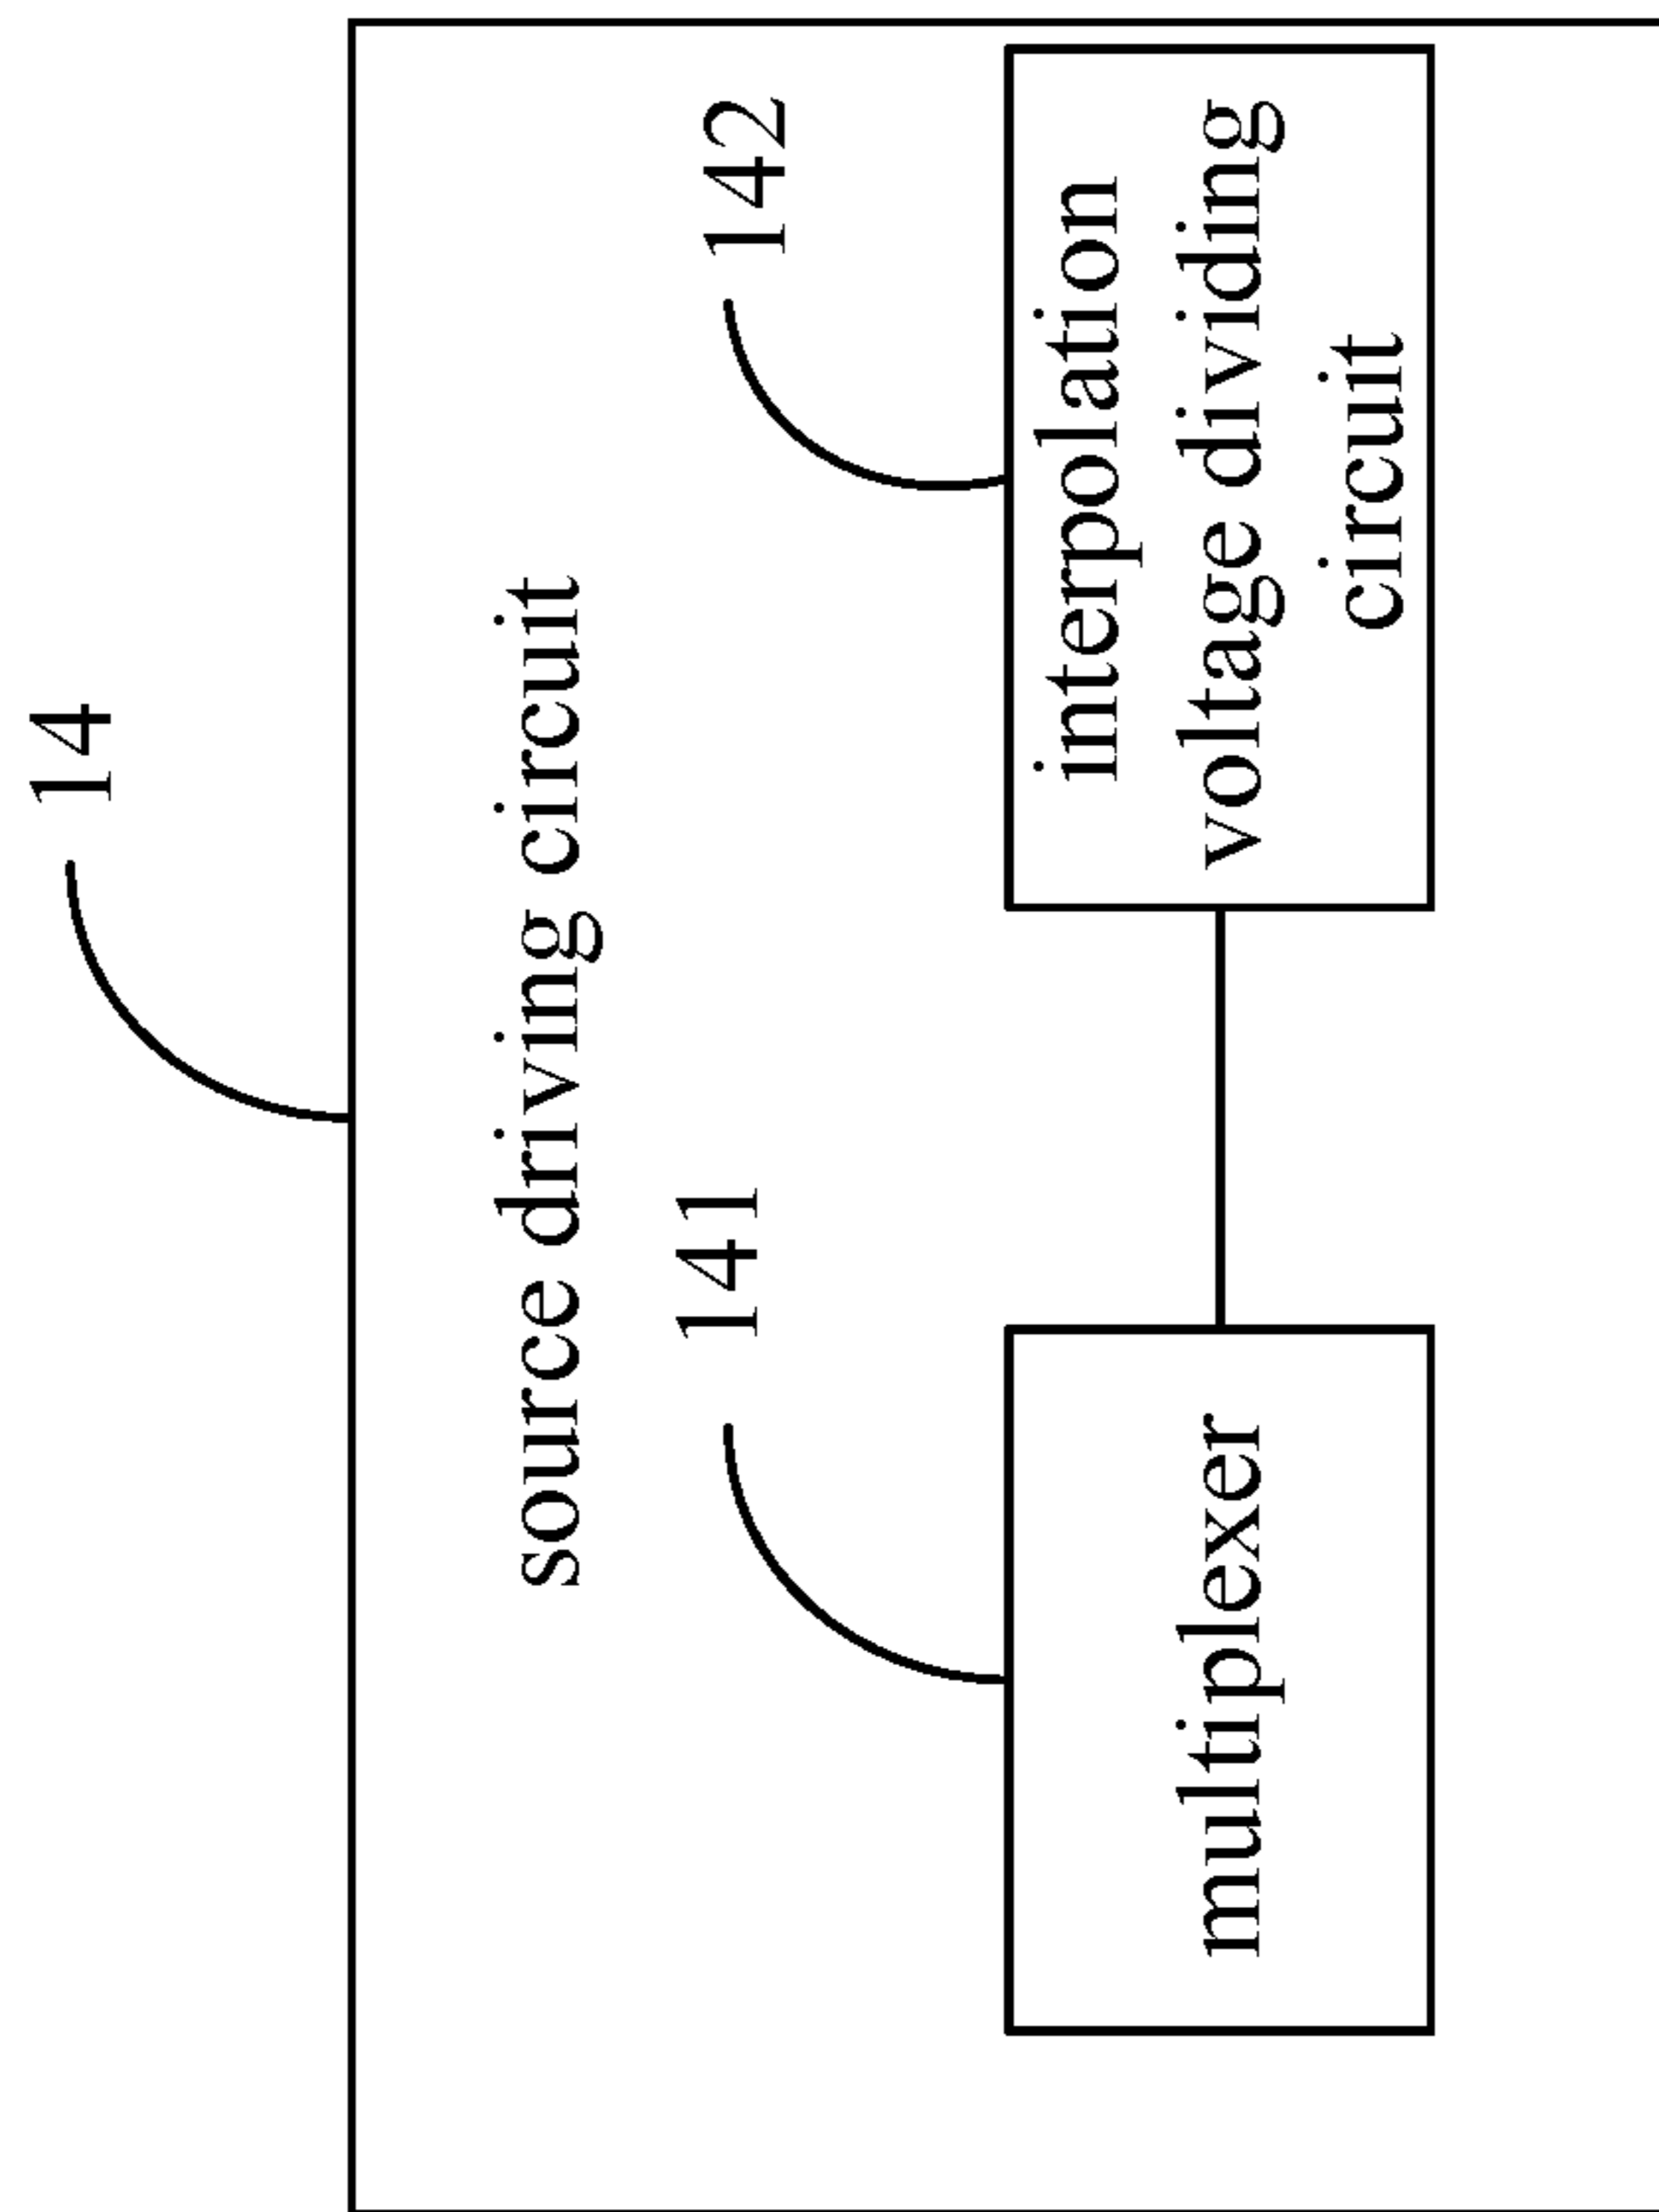 14
source driving circuit
141
142
multiplexer
interpolation
voltage dividing
circuit